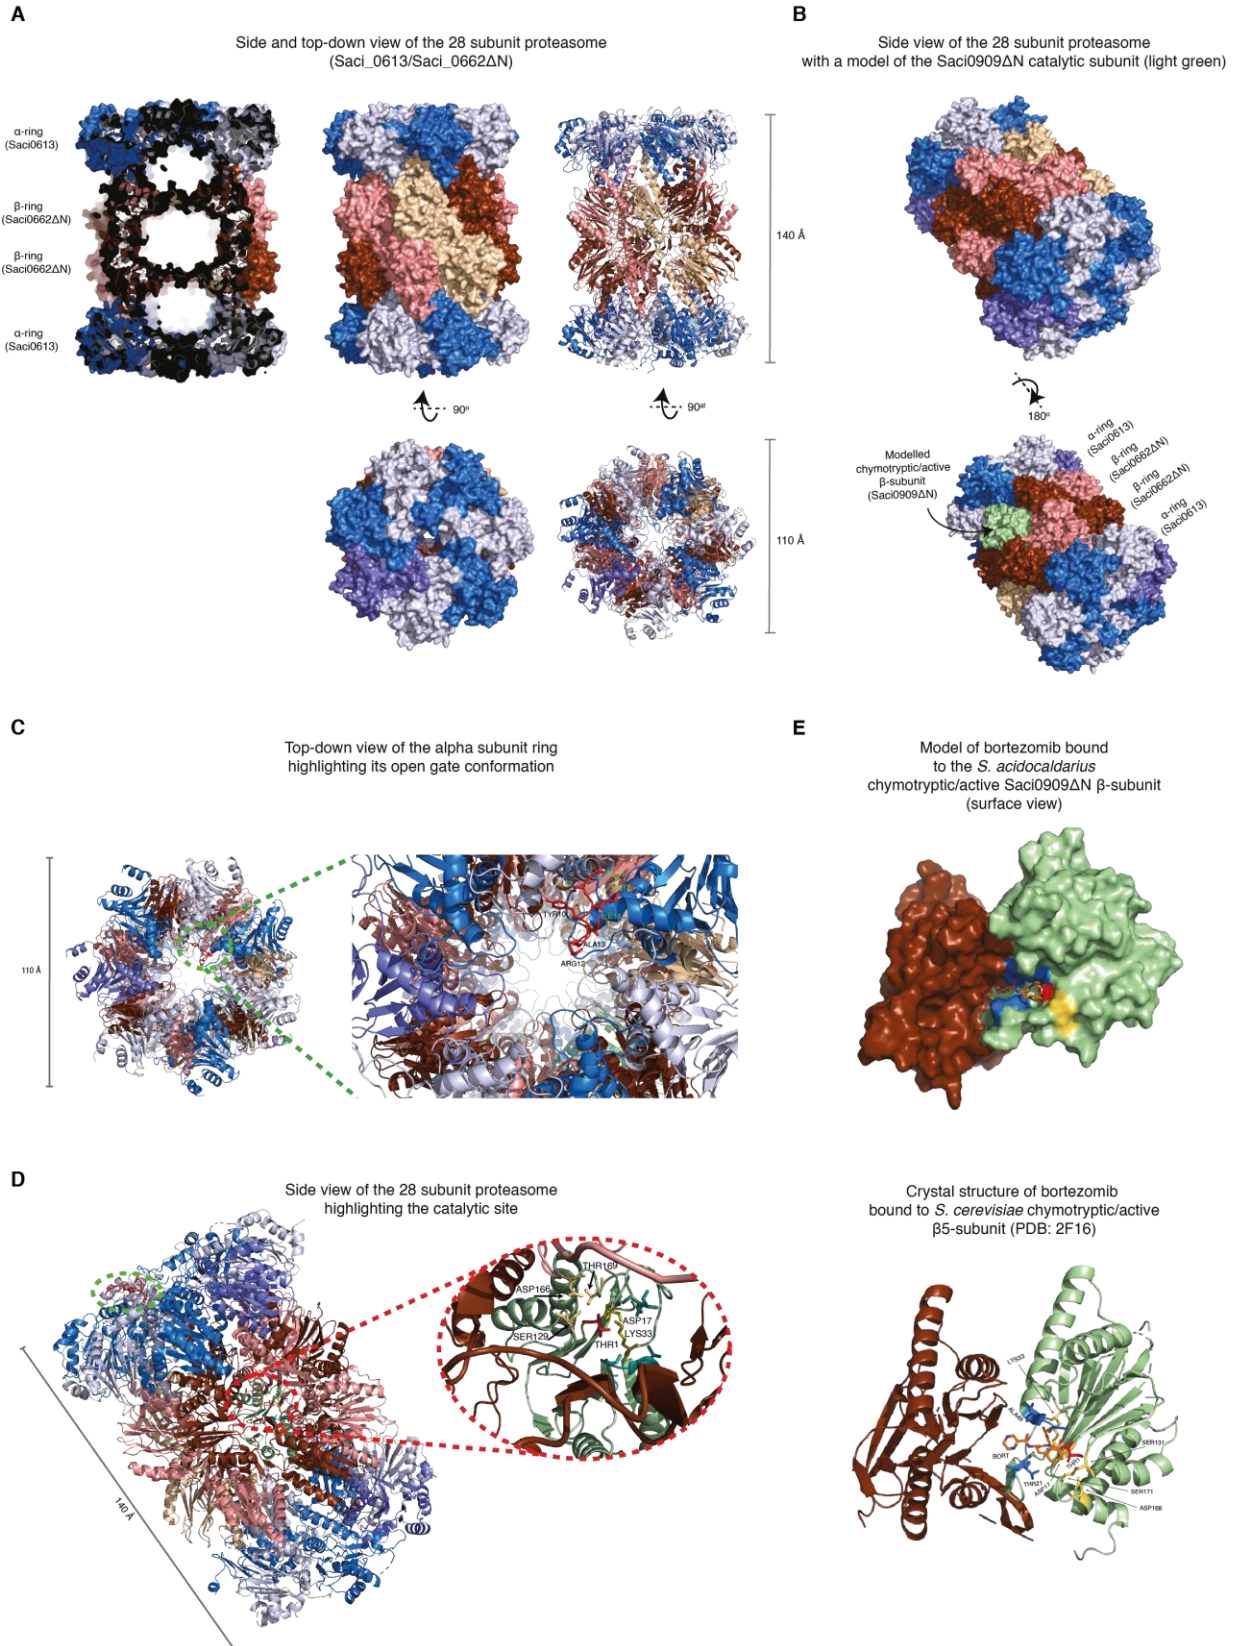 A
Side and top-down view of the 28 subunit proteasome
(Saci_0613/Saci_0662ΔN)
α-ring
(Saci0613)
β-ring
(Saci0662ΔN)
β-ring
(Saci0662ΔN)
α-ring
(Saci0613)
140 Å
90º
90º
110 Å
B
Side view of the 28 subunit proteasome
with a model of the Saci0909ΔN catalytic subunit (light green)
180º
α-ring
(Saci0613)
β-ring
(Saci0662ΔN)
β-ring
(Saci0662ΔN)
α-ring
(Saci0613)
Modelled
chymotryptic/active
β-subunit
(Saci0909ΔN)
C
Top-down view of the alpha subunit ring
highlighting its open gate conformation
110 Å
TYR10
ALA13
ARG12
D
Side view of the 28 subunit proteasome
highlighting the catalytic site
140 Å
THR169
ASP166
SER129
ASP17
LYS33
THR1
E
Model of bortezomib bound
to the S. acidocaldarius
chymotryptic/active Saci0909ΔN β-subunit
(surface view)
Crystal structure of bortezomib
bound to S. cerevisiae chymotryptic/active
β5-subunit (PDB: 2F16)
LYS33
ALA49
BORT
THR1
THR21
ASP17
SER131
SER171
ASP168